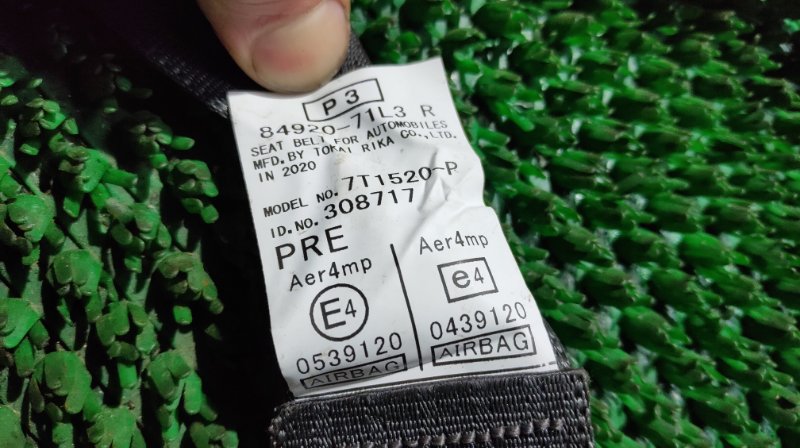 P3
84920-71L3 R
SEAT BELT FOR AUTOMOBILES
MFD. BY TOKAI RIKA CO., LTD.
IN 2020
MODEL NO. 7T1520-P
ID. NO. 308717
PRE
Aer4mp
E4
0539120
AIRBAG
Aer4mp
e4
0439120
AIRBAG